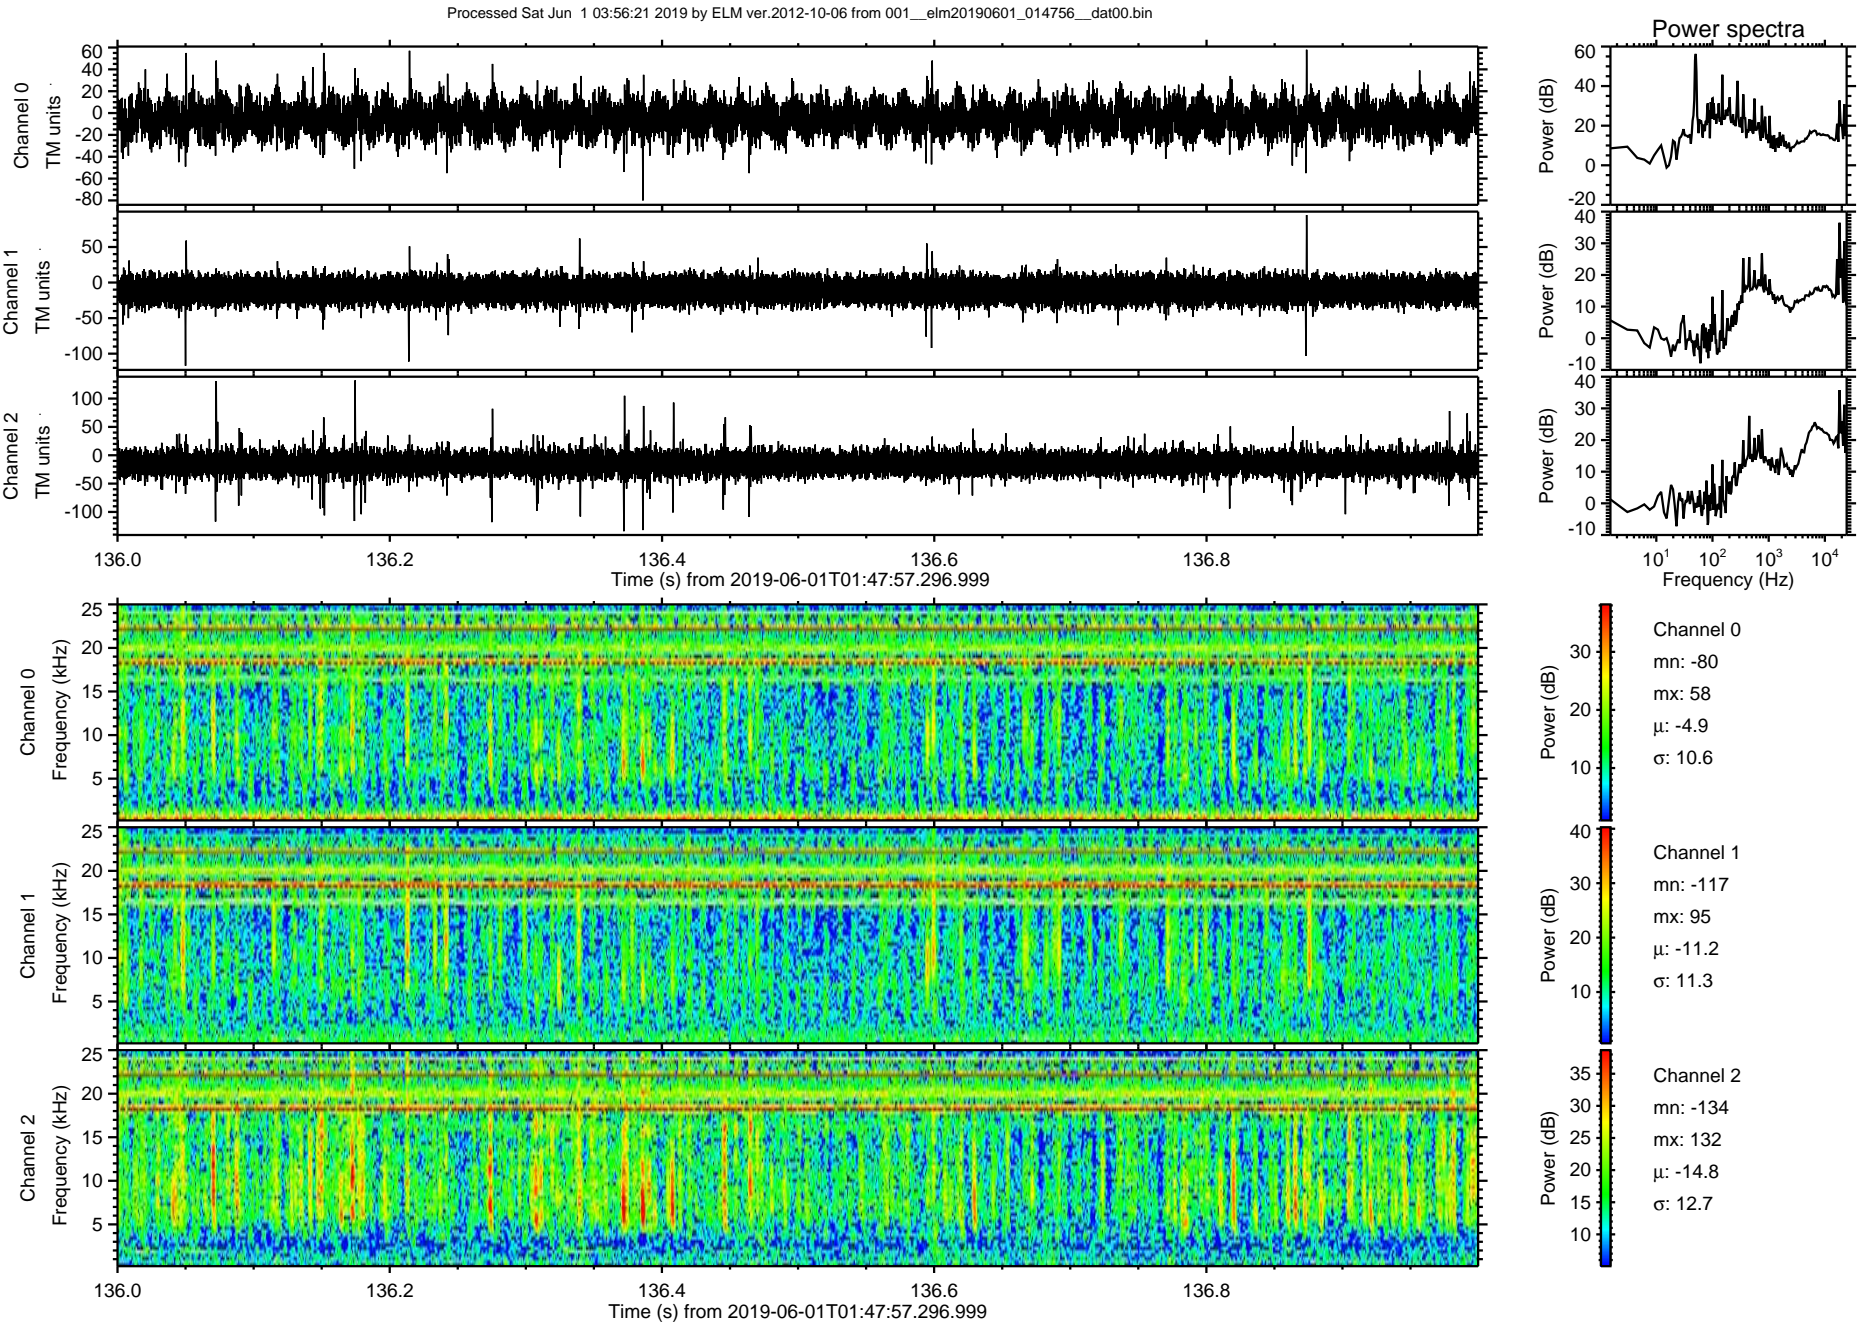 Processed Sat Jun  1 03:56:21 2019 by ELM ver.2012-10-06 from 001__elm20190601_014756__dat00.bin
Power spectra
Channel 0
TM units
60
40
20
0
-20
-40
-60
-80
Power (dB)
60
40
20
0
-20
Channel 1
TM units
50
0
-50
-100
Power (dB)
40
30
20
10
0
-10
Channel 2
TM units
100
50
0
-50
-100
Power (dB)
40
30
20
10
0
-10
136.0 136.2 136.4 136.6 136.8
Time (s) from 2019-06-01T01:47:57.296.999
10^1 10^2 10^3 10^4
Frequency (Hz)
Channel 0
Frequency (kHz)
25
20
15
10
5
Power (dB)
30
20
10
Channel 0
mn: -80
mx: 58
μ: -4.9
σ: 10.6
Channel 1
Frequency (kHz)
25
20
15
10
5
Power (dB)
40
30
20
10
Channel 1
mn: -117
mx: 95
μ: -11.2
σ: 11.3
Channel 2
Frequency (kHz)
25
20
15
10
5
Power (dB)
35
30
25
20
15
10
Channel 2
mn: -134
mx: 132
μ: -14.8
σ: 12.7
136.0 136.2 136.4 136.6 136.8
Time (s) from 2019-06-01T01:47:57.296.999